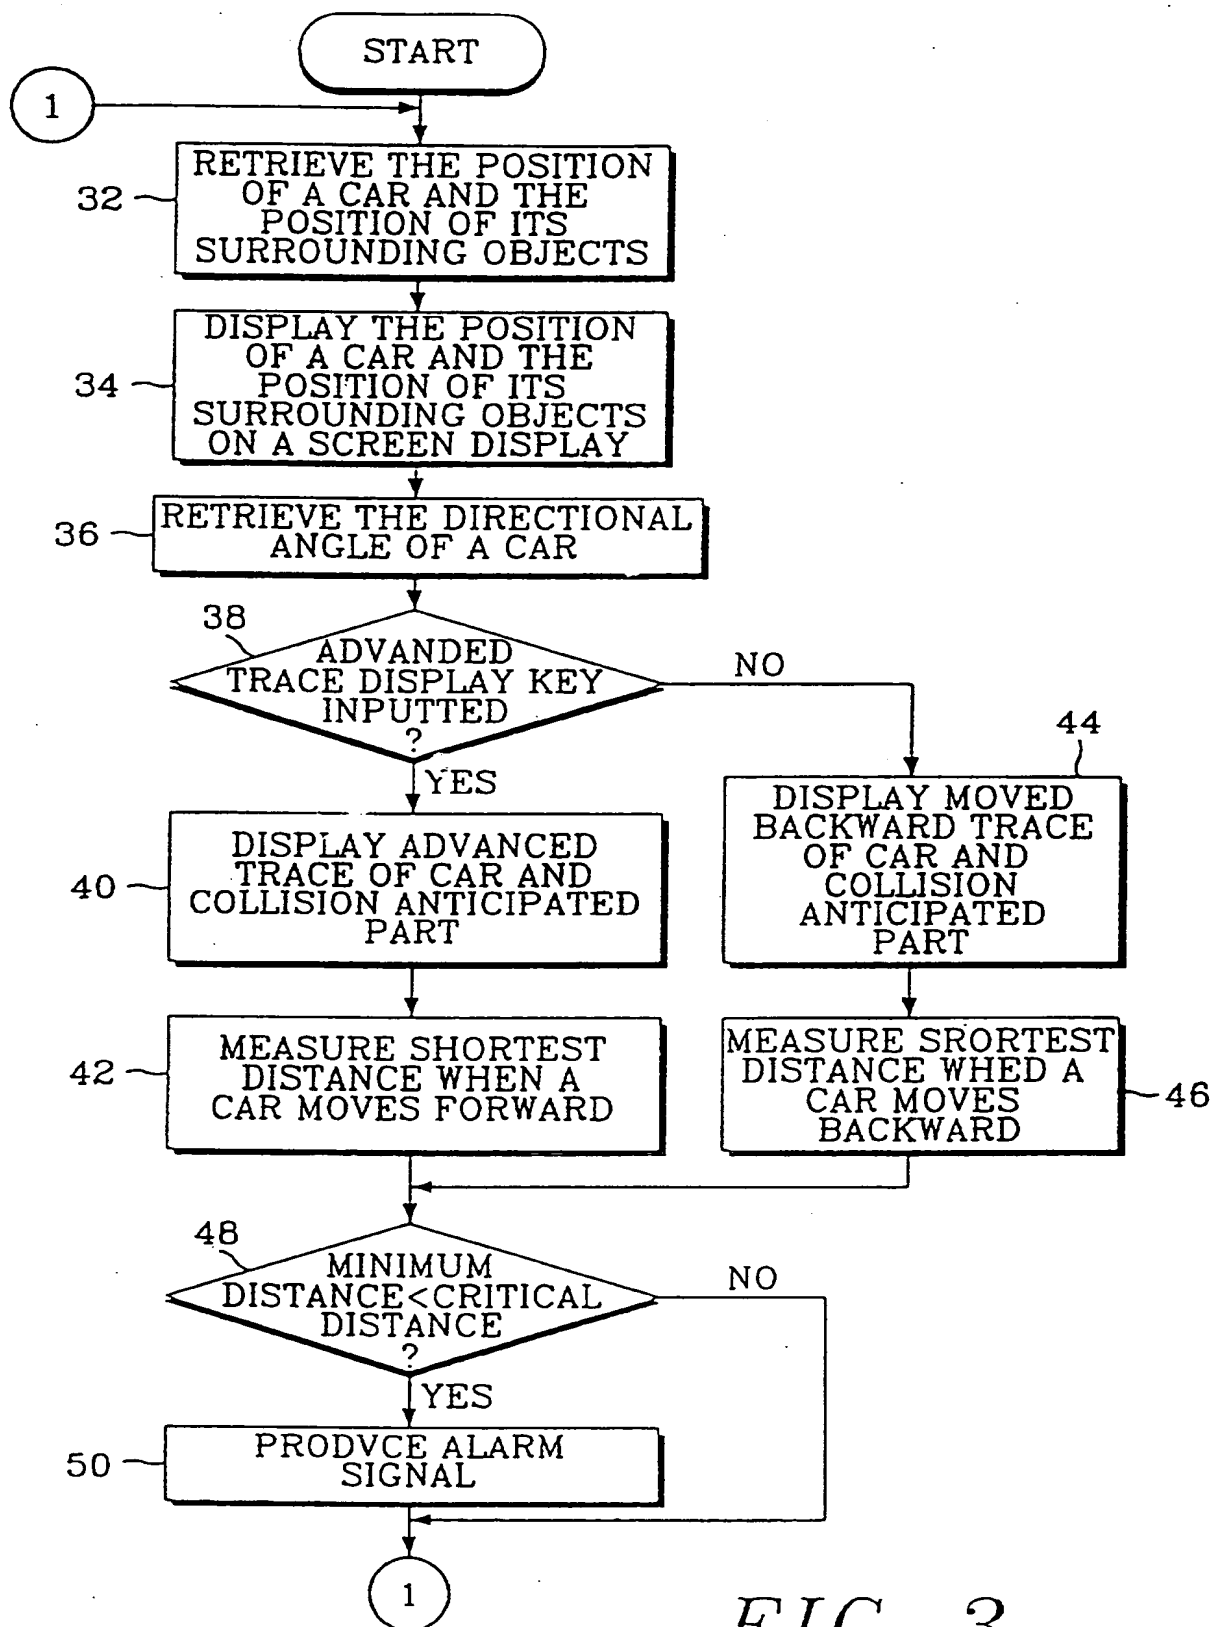 START
1
32
RETRIEVE THE POSITION
OF A CAR AND THE
POSITION OF ITS
SURROUNDING OBJECTS
34
DISPLAY THE POSITION
OF A CAR AND THE
POSITION OF ITS
SURROUNDING OBJECTS
ON A SCREEN DISPLAY
36
RETRIEVE THE DIRECTIONAL
ANGLE OF A CAR
38
ADVANDED
TRACE DISPLAY KEY
INPUTTED
?
NO
YES
40
DISPLAY ADVANCED
TRACE OF CAR AND
COLLISION ANTICIPATED
PART
44
DISPLAY MOVED
BACKWARD TRACE
OF CAR AND
COLLISION
ANTICIPATED
PART
42
MEASURE SHORTEST
DISTANCE WHEN A
CAR MOVES FORWARD
MEASURE SRORTEST
DISTANCE WHED A
CAR MOVES
BACKWARD
46
48
MINIMUM
DISTANCE<CRITICAL
DISTANCE
?
NO
YES
50
PRODVCE ALARM
SIGNAL
1
FIG. 3